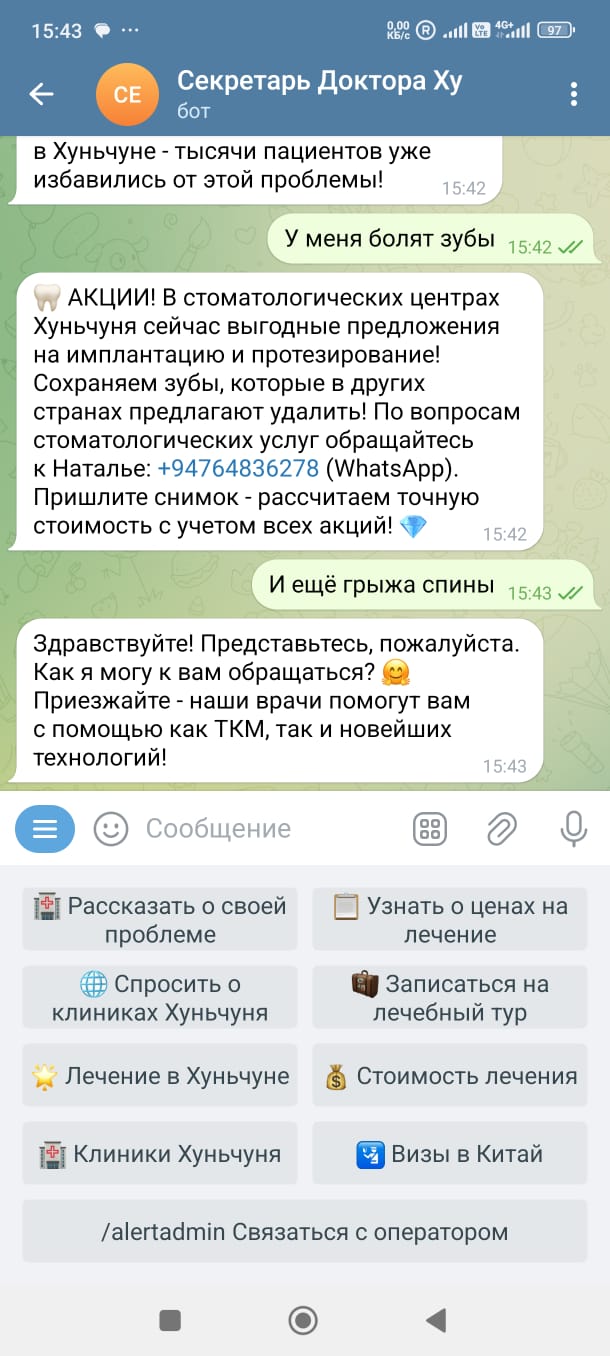 15:43
0,00
КБ/с
R
Vo
LTE
4G+
97
СЕ
Секретарь Доктора Ху
бот
в Хуньчуне - тысячи пациентов уже
избавились от этой проблемы!
15:42
У меня болят зубы
15:42
🦷 АКЦИИ! В стоматологических центрах
Хуньчуня сейчас выгодные предложения
на имплантацию и протезирование!
Сохраняем зубы, которые в других
странах предлагают удалить! По вопросам
стоматологических услуг обращайтесь
к Наталье: +94764836278 (WhatsApp).
Пришлите снимок - рассчитаем точную
стоимость с учетом всех акций! 💎
15:42
И ещё грыжа спины
15:43
Здравствуйте! Представьтесь, пожалуйста.
Как я могу к вам обращаться? 🤗
Приезжайте - наши врачи помогут вам
с помощью как ТКМ, так и новейших
технологий!
15:43
Сообщение
🏥 Рассказать о своей
проблеме
📋 Узнать о ценах на
лечение
🌐 Спросить о
клиниках Хуньчуня
🧳 Записаться на
лечебный тур
🌟 Лечение в Хуньчуне
💰 Стоимость лечения
🏥 Клиники Хуньчуня
🛂 Визы в Китай
/alertadmin Связаться с оператором